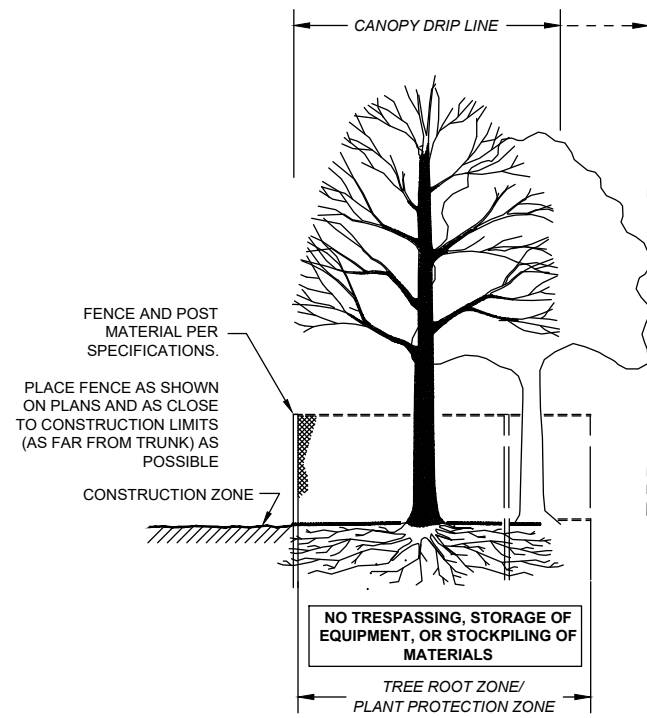 CANOPY DRIP LINE
FENCE AND POST
MATERIAL PER
SPECIFICATIONS.
PLACE FENCE AS SHOWN
ON PLANS AND AS CLOSE
TO CONSTRUCTION LIMITS
(AS FAR FROM TRUNK) AS
POSSIBLE
CONSTRUCTION ZONE
NO TRESPASSING, STORAGE OF
EQUIPMENT, OR STOCKPILING OF
MATERIALS
TREE ROOT ZONE/
PLANT PROTECTION ZONE